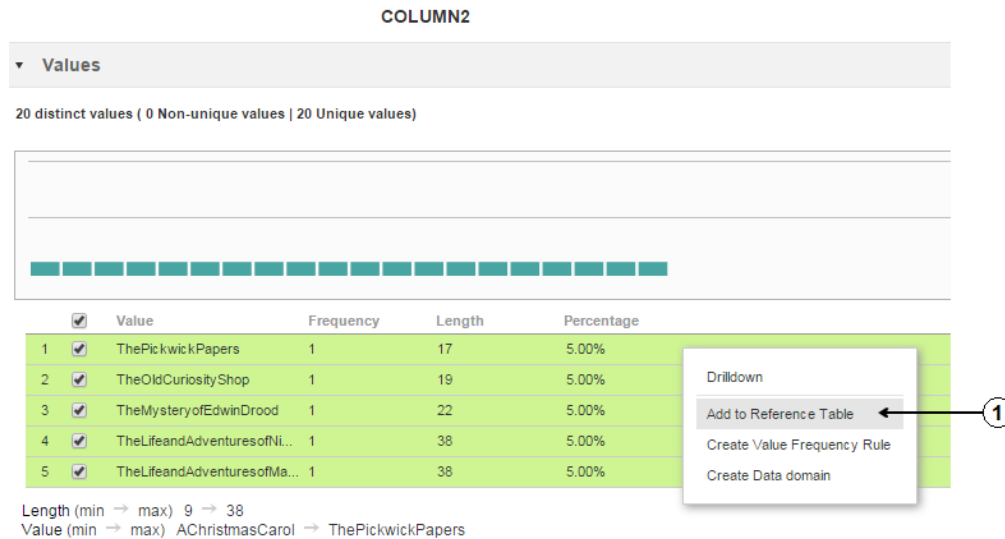 COLUMN2
Values
20 distinct values ( 0 Non-unique values | 20 Unique values)
Value Frequency Length Percentage
1 ThePickwickPapers 1 17 5.00%
2 TheOldCuriosityShop 1 19 5.00%
3 TheMysteryofEdwinDrood 1 22 5.00%
4 TheLifeandAdventuresofNi... 1 38 5.00%
5 TheLifeandAdventuresofMa... 1 38 5.00%
Drilldown
Add to Reference Table
1
Create Value Frequency Rule
Create Data domain
Length (min → max) 9 → 38
Value (min → max) AChristmasCarol → ThePickwickPapers